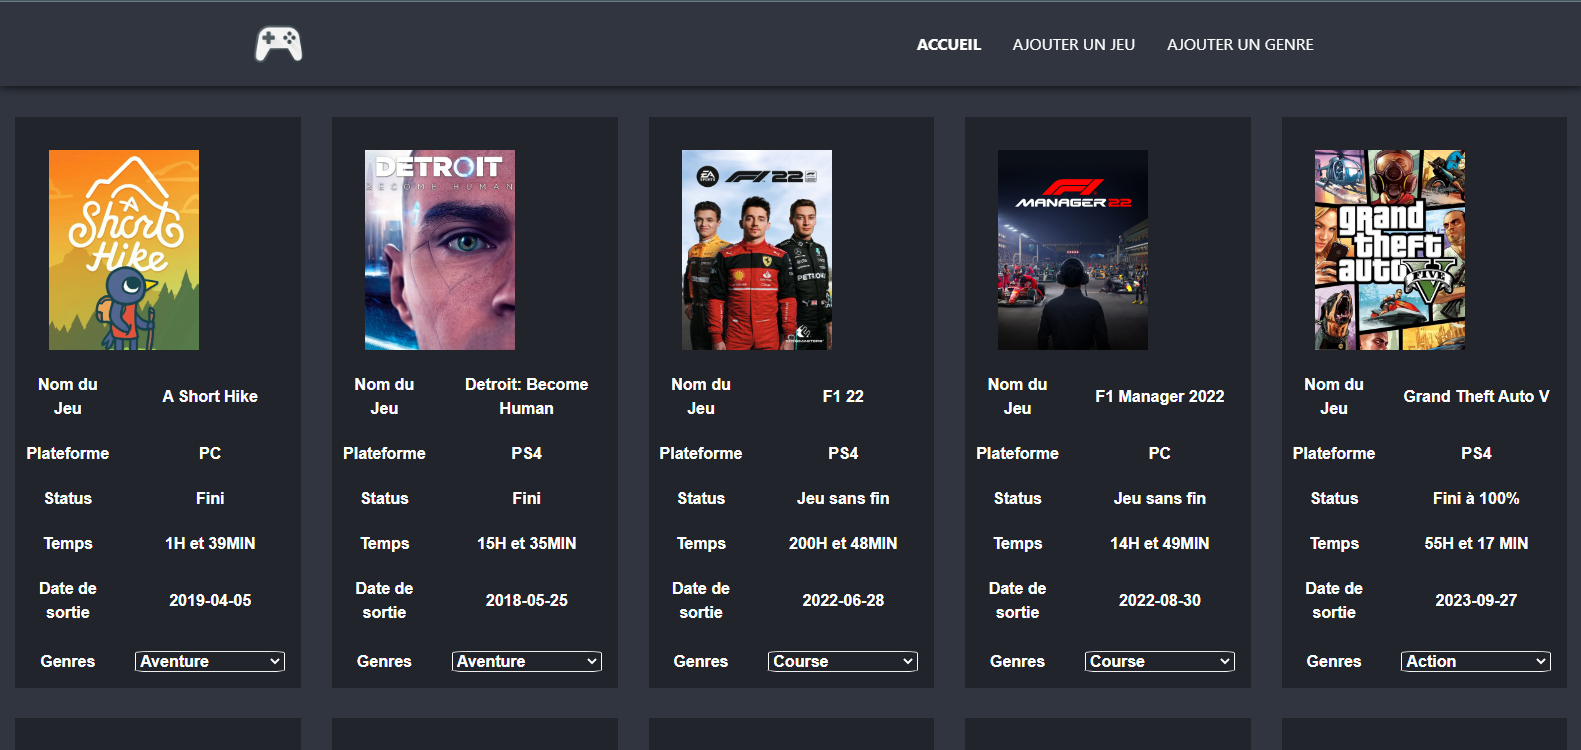 ACCUEIL AJOUTER UN JEU AJOUTER UN GENRE
A
Short
Hike
Nom du
Jeu
A Short Hike
Plateforme PC
Status Fini
Temps 1H et 39MIN
Date de
sortie
2019-04-05
Genres Aventure
DETROIT
BECOME HUMAN
Nom du
Jeu
Detroit: Become
Human
Plateforme PS4
Status Fini
Temps 15H et 35MIN
Date de
sortie
2018-05-25
Genres Aventure
EA
SPORTS
F1 22
PETRONAS
Nom du
Jeu
F1 22
Plateforme PS4
Status Jeu sans fin
Temps 200H et 48MIN
Date de
sortie
2022-06-28
Genres Course
F1
MANAGER 22
Nom du
Jeu
F1 Manager 2022
Plateforme PC
Status Jeu sans fin
Temps 14H et 49MIN
Date de
sortie
2022-08-30
Genres Course
grand
theft
auto V
FIVE
Nom du
Jeu
Grand Theft Auto V
Plateforme PS4
Status Fini à 100%
Temps 55H et 17 MIN
Date de
sortie
2023-09-27
Genres Action